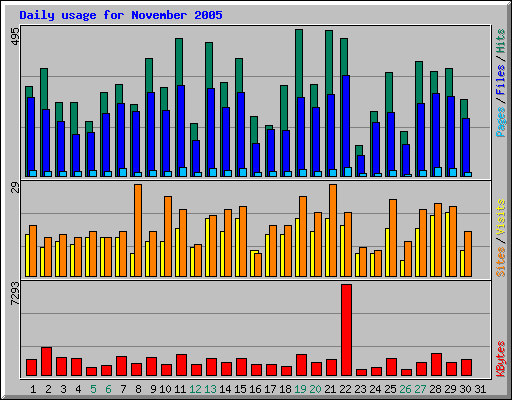 Daily usage for November 2005
495
Pages / Files / Hits
29
Sites / Visits
7293
KBytes
1 2 3 4 5 6 7 8 9 10 11 12 13 14 15 16 17 18 19 20 21 22 23 24 25 26 27 28 29 30 31